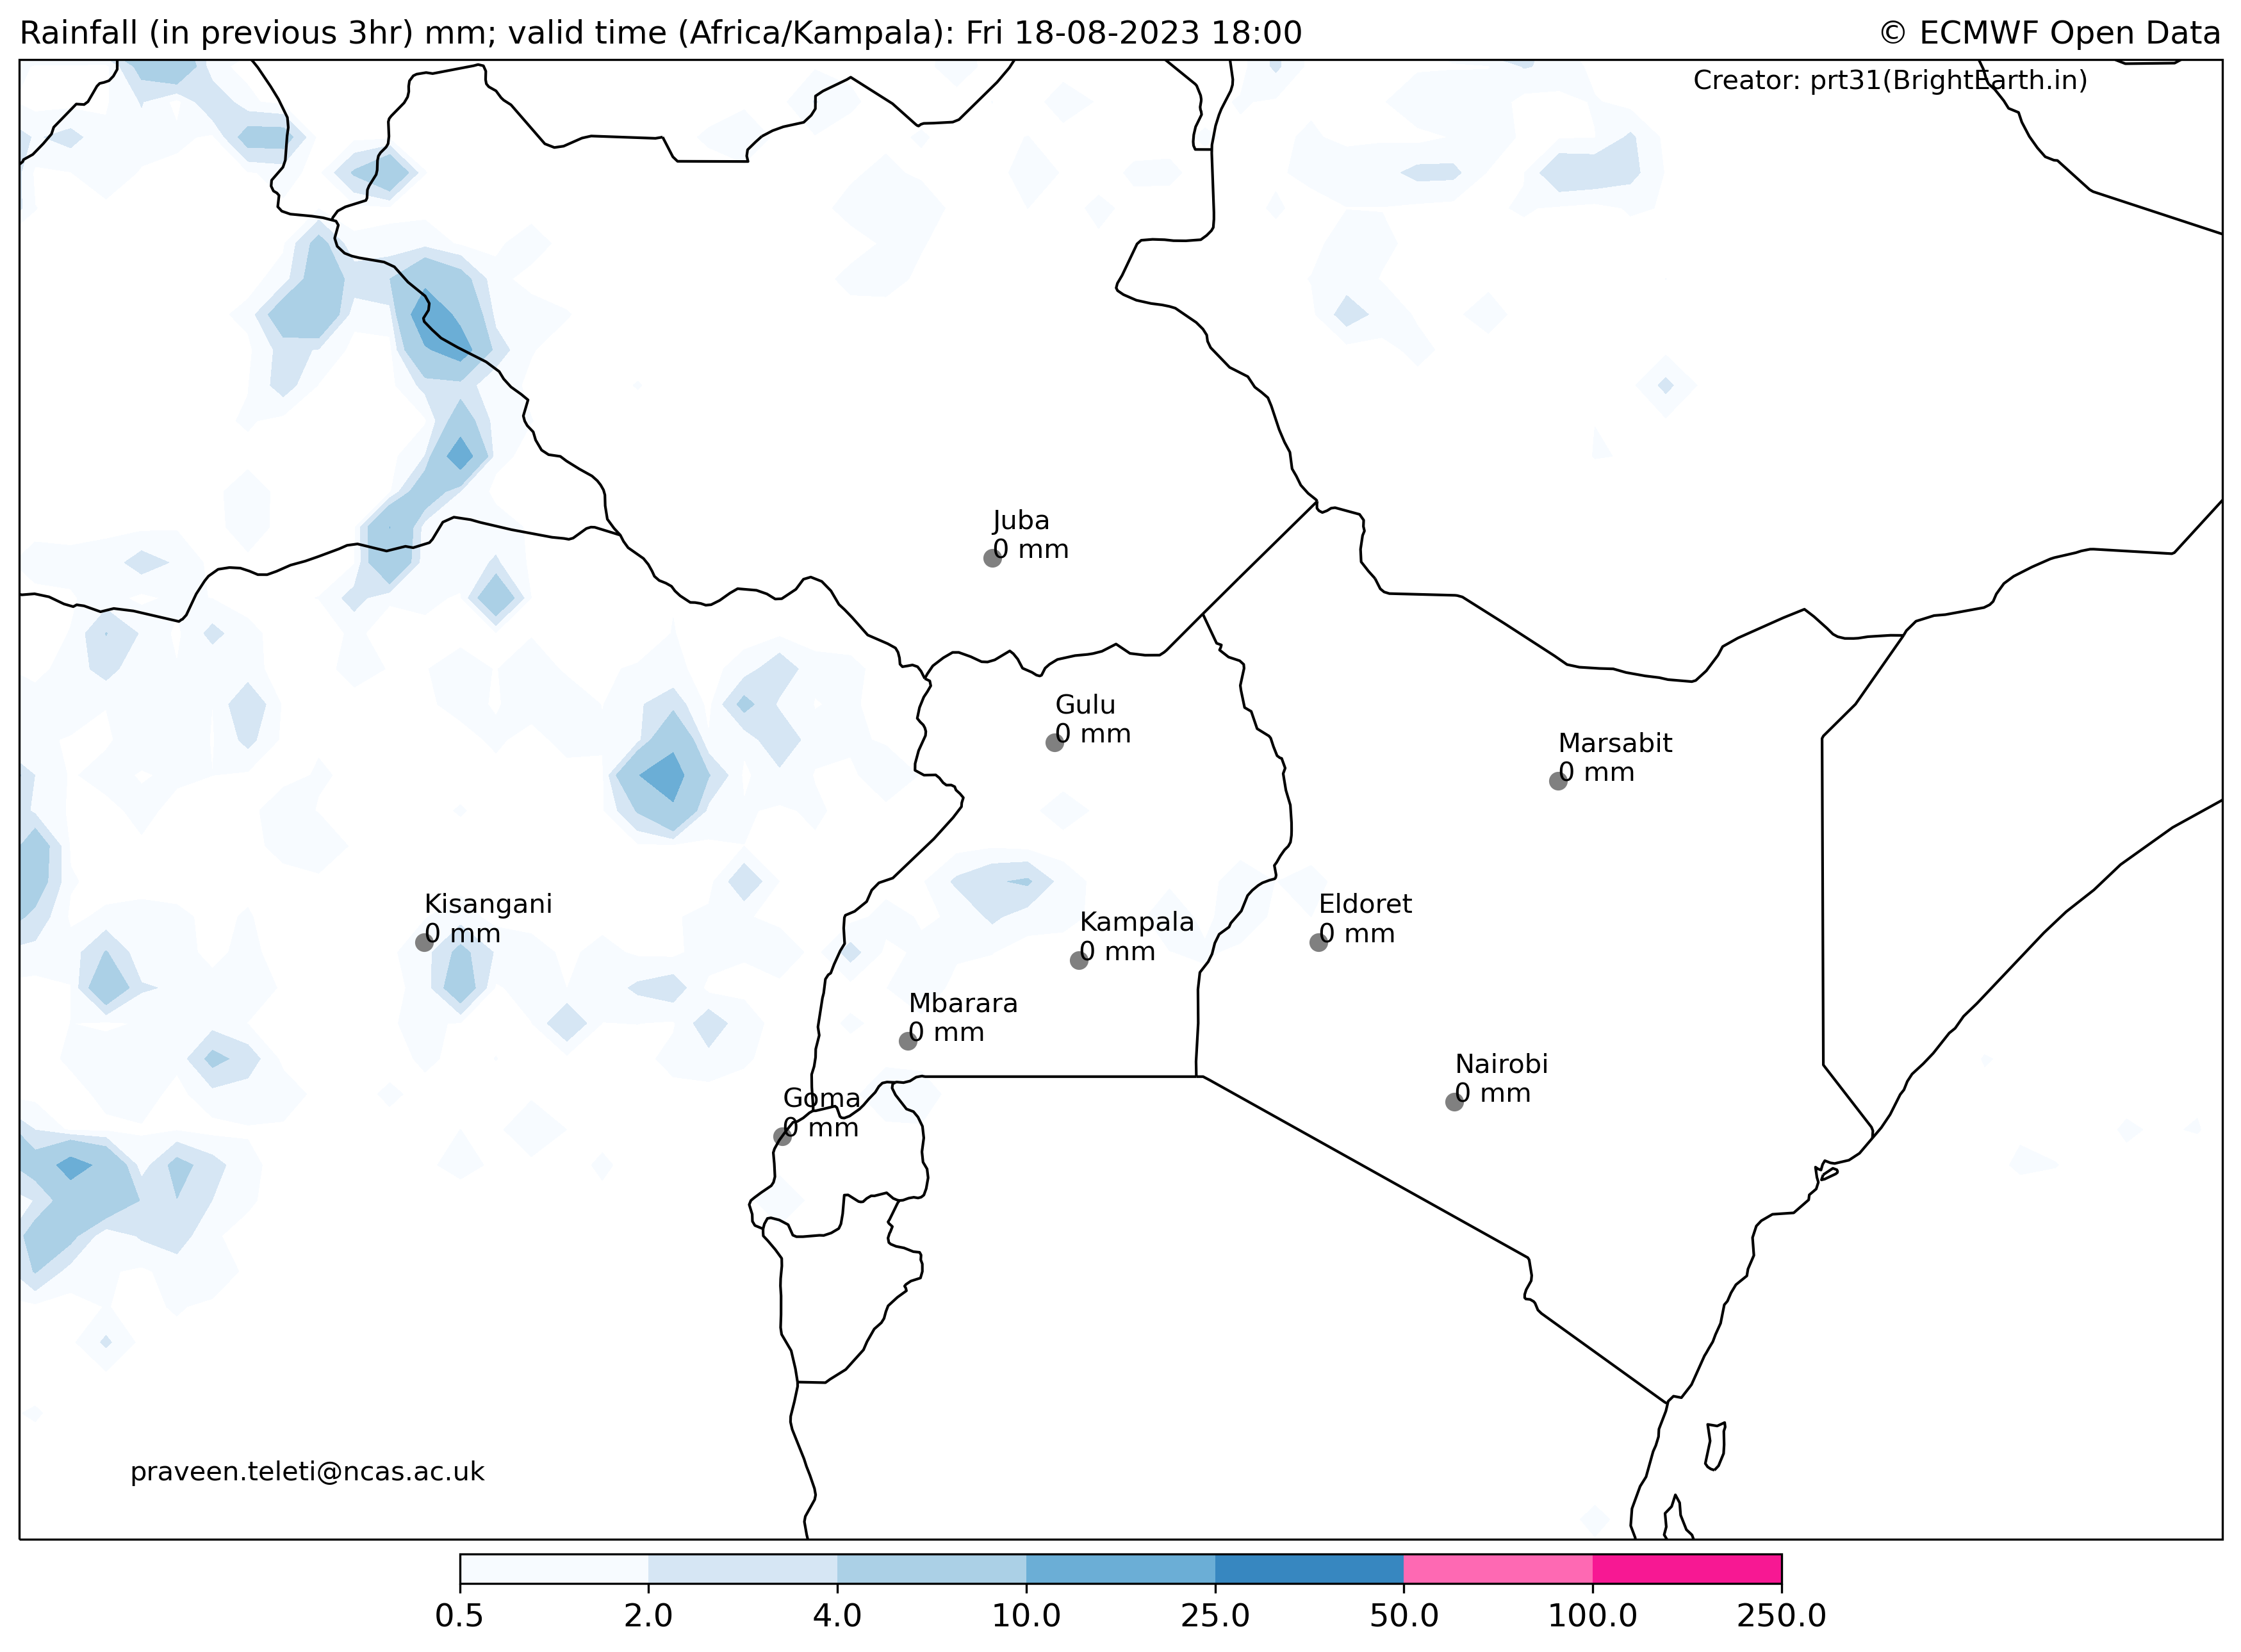 Rainfall (in previous 3hr) mm; valid time (Africa/Kampala): Fri 18-08-2023 18:00
© ECMWF Open Data
Creator: prt31(BrightEarth.in)
Juba
0 mm
Gulu
0 mm
Marsabit
0 mm
Kisangani
0 mm
Eldoret
0 mm
Kampala
0 mm
Mbarara
0 mm
Nairobi
0 mm
Goma
0 mm
praveen.teleti@ncas.ac.uk
0.5 2.0 4.0 10.0 25.0 50.0 100.0 250.0